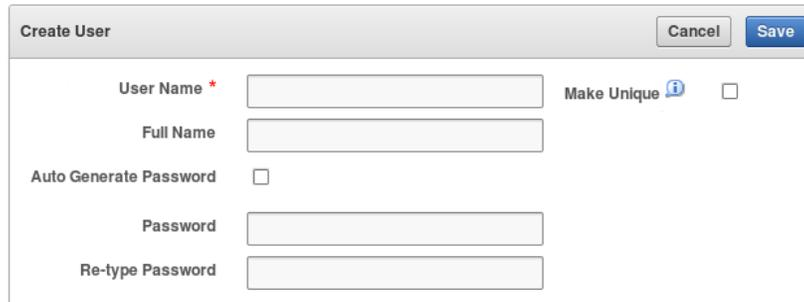 Create User Cancel Save
User Name * Make Unique
Full Name
Auto Generate Password
Password
Re-type Password